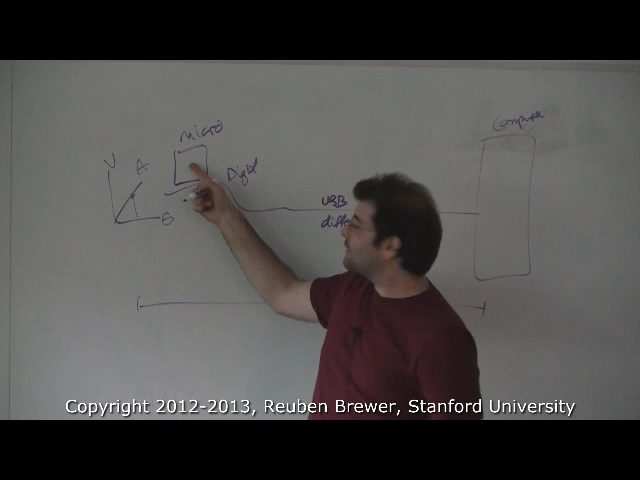 Micro
Computer
V
A
Digital
USB
θ
Copyright 2012-2013, Reuben Brewer, Stanford University